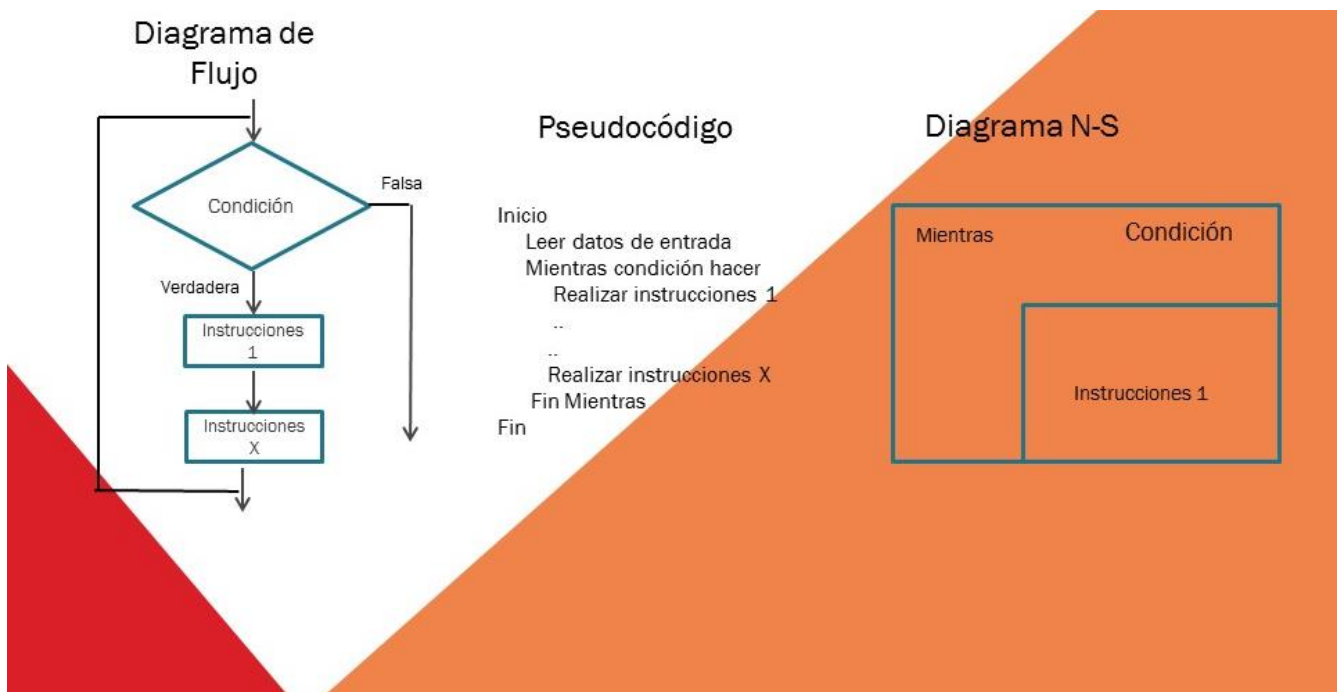 Diagrama de
Flujo
Condición
Falsa
Verdadera
Instrucciones
1
Instrucciones
X
Pseudocódigo
Inicio
Leer datos de entrada
Mientras condición hacer
Realizar instrucciones 1
..
..
Realizar instrucciones X
Fin Mientras
Fin
Diagrama N-S
Mientras
Condición
Instrucciones 1